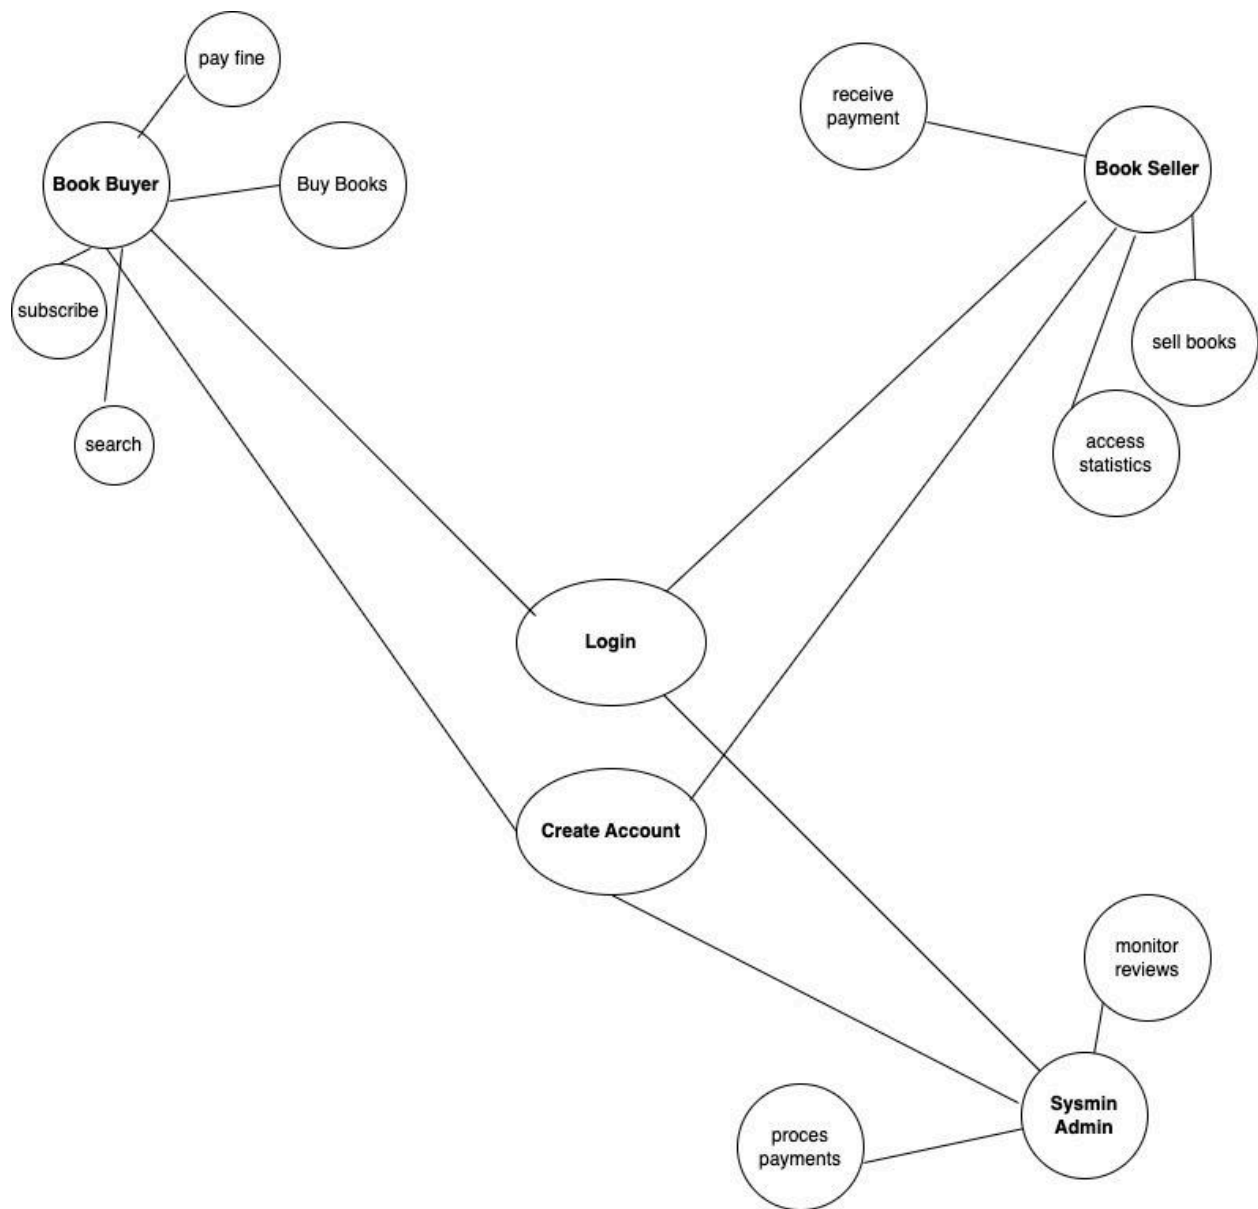 pay fine
receive
payment
Book Buyer
Buy Books
Book Seller
subscribe
sell books
search
access
statistics
Login
Create Account
monitor
reviews
Sysmin
Admin
proces
payments